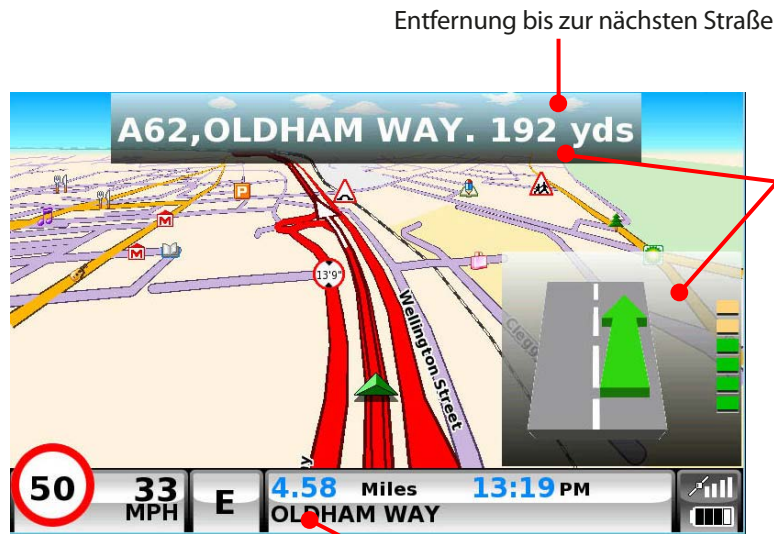 Entfernung bis zur nächsten Straße
A62,OLDHAM WAY. 192 yds
P
M
M
13'9"
Wellington Street
Clegg
y
50
33
MPH
E
4.58 Miles 13:19 PM
OLDHAM WAY